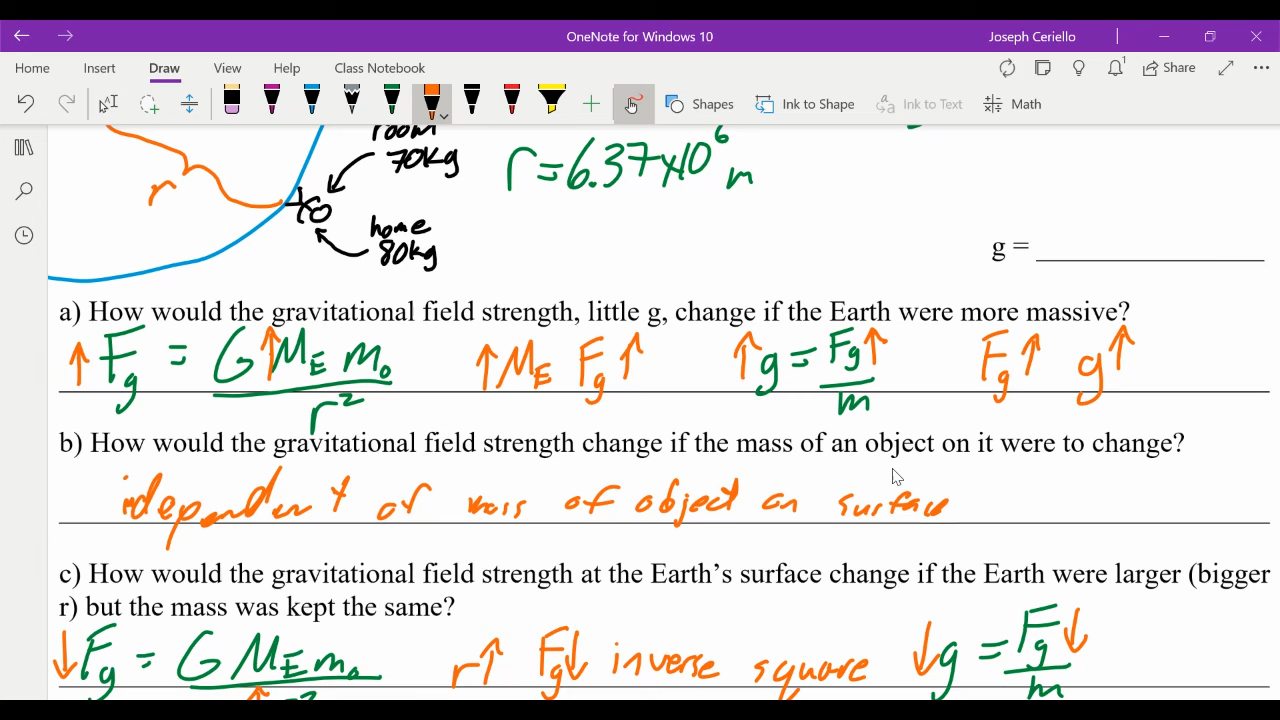 OneNote for Windows 10
Joseph Ceriello
Home Insert Draw View Help Class Notebook Share
Shapes Ink to Shape Ink to Text Math
room
70kg
r = 6.37x10⁶ m
r
home
80kg
g = ____________
a) How would the gravitational field strength, little g, change if the Earth were more massive?
↑ Fg = G ↑ME mo / r² ↑ME Fg↑ ↑g = Fg↑ / m Fg↑ g↑
b) How would the gravitational field strength change if the mass of an object on it were to change?
independent of mass of object on surface
c) How would the gravitational field strength at the Earth’s surface change if the Earth were larger (bigger
r) but the mass was kept the same?
↓Fg = G ME mo / r² r↑ Fg↓ inverse square ↓g = Fg↓ / m